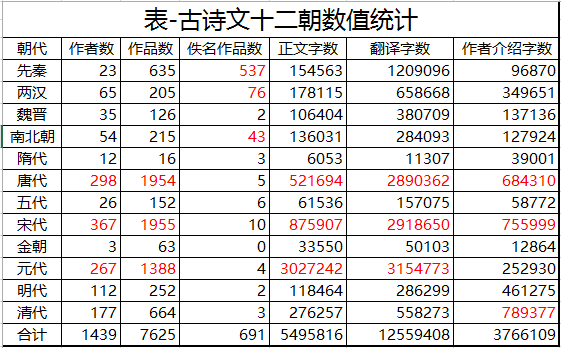 表-古诗文十二朝数值统计
朝代 作者数 作品数 佚名作品数 正文字数 翻译字数 作者介绍字数
先秦 23 635 537 154563 1209096 96870
两汉 65 205 76 178115 658668 349651
魏晋 35 126 2 106404 380709 137136
南北朝 54 215 43 136031 284093 127924
隋代 12 16 3 6053 11307 39001
唐代 298 1954 5 521694 2890362 684310
五代 26 152 6 61536 157075 58772
宋代 367 1955 10 875907 2918650 755999
金朝 3 63 0 33550 50103 12864
元代 267 1388 4 3027242 3154773 252930
明代 112 252 2 118464 286299 461275
清代 177 664 3 276257 558273 789377
合计 1439 7625 691 5495816 12559408 3766109